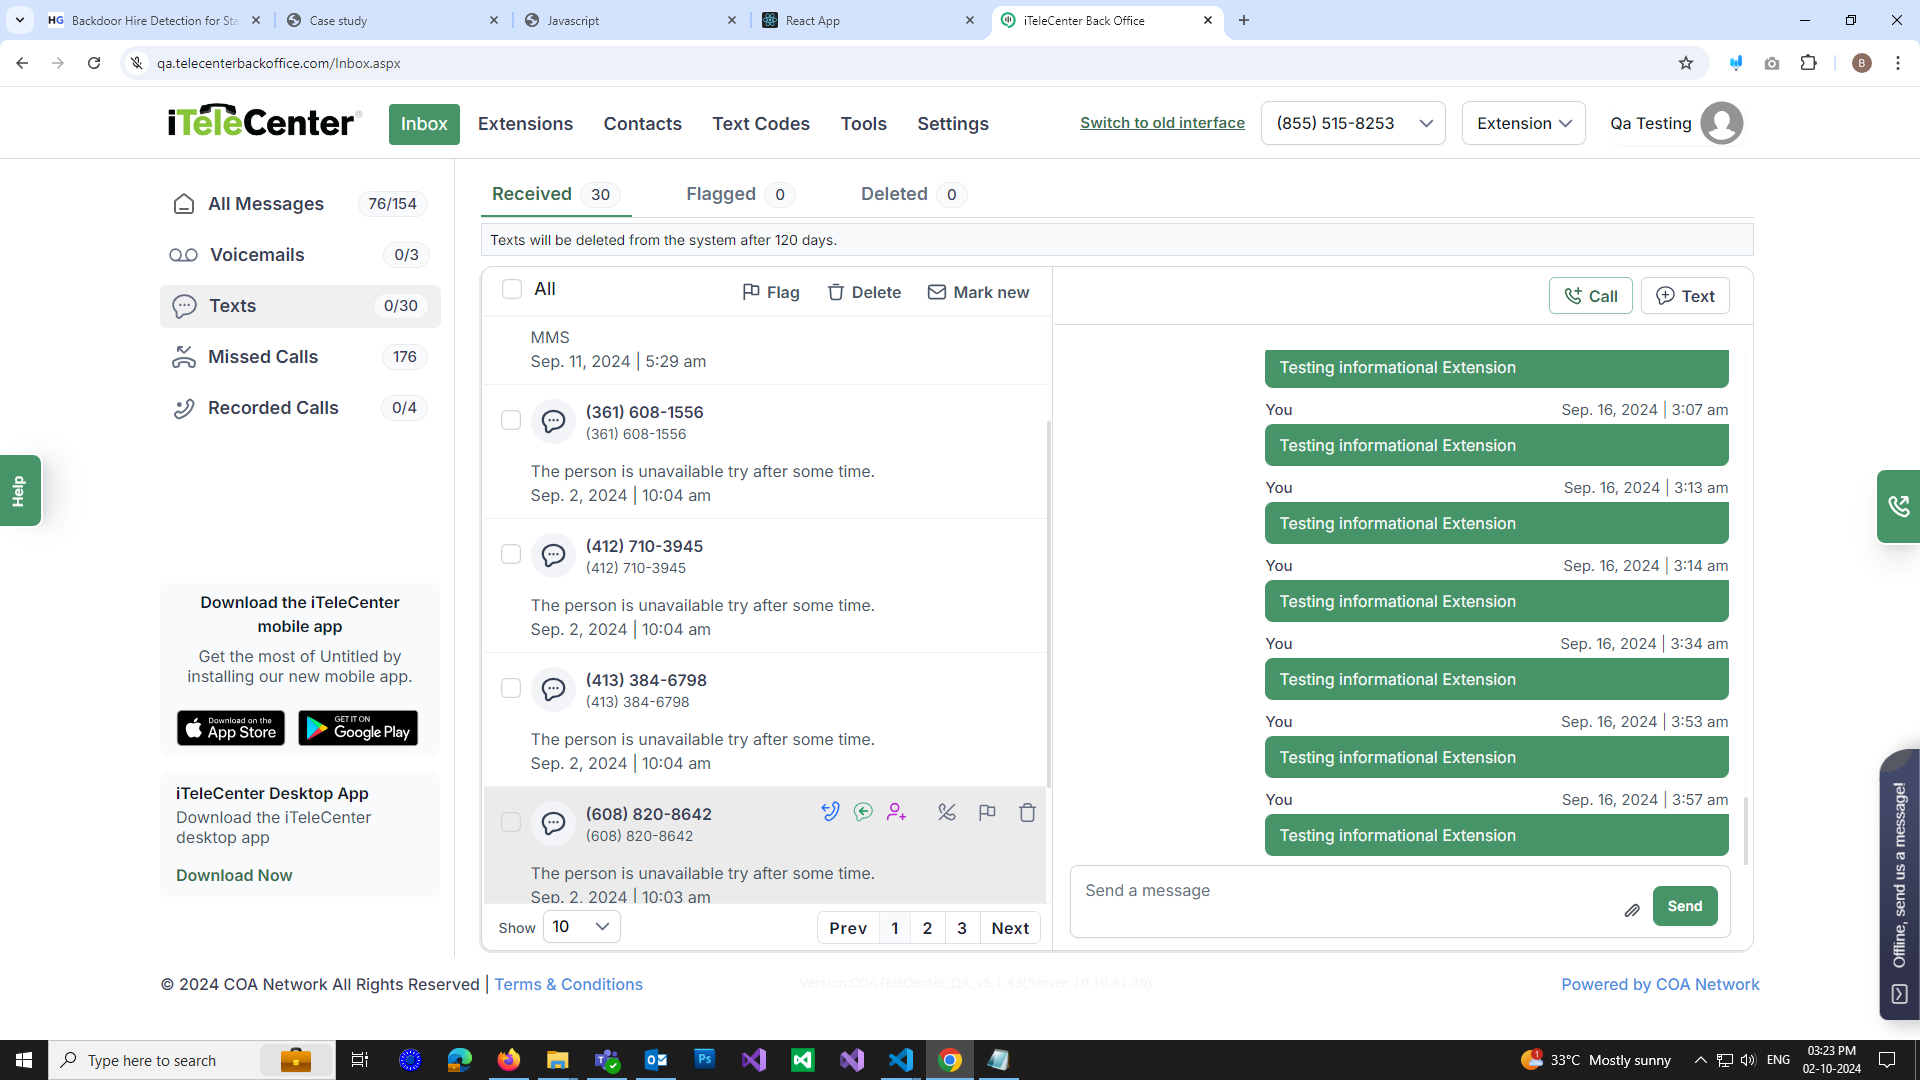 HG Backdoor Hire Detection for Sta
Case study
Javascript
React App
iTeleCenter Back Office
qa.telecenterbackoffice.com/Inbox.aspx
B
iTeleCenter®
Inbox
Extensions
Contacts
Text Codes
Tools
Settings
Switch to old interface
(855) 515-8253
Extension
Qa Testing
All Messages 76/154
Voicemails 0/3
Texts 0/30
Missed Calls 176
Recorded Calls 0/4
Help
Download the iTeleCenter
mobile app
Get the most of Untitled by
installing our new mobile app.
Download on the
App Store
GET IT ON
Google Play
iTeleCenter Desktop App
Download the iTeleCenter
desktop app
Download Now
Received 30
Flagged 0
Deleted 0
Texts will be deleted from the system after 120 days.
All
Flag
Delete
Mark new
MMS
Sep. 11, 2024 | 5:29 am
(361) 608-1556
(361) 608-1556
The person is unavailable try after some time.
Sep. 2, 2024 | 10:04 am
(412) 710-3945
(412) 710-3945
The person is unavailable try after some time.
Sep. 2, 2024 | 10:04 am
(413) 384-6798
(413) 384-6798
The person is unavailable try after some time.
Sep. 2, 2024 | 10:04 am
(608) 820-8642
(608) 820-8642
The person is unavailable try after some time.
Sep. 2, 2024 | 10:03 am
Show 10
Prev 1 2 3 Next
Call
Text
Testing informational Extension
You Sep. 16, 2024 | 3:07 am
Testing informational Extension
You Sep. 16, 2024 | 3:13 am
Testing informational Extension
You Sep. 16, 2024 | 3:14 am
Testing informational Extension
You Sep. 16, 2024 | 3:34 am
Testing informational Extension
You Sep. 16, 2024 | 3:53 am
Testing informational Extension
You Sep. 16, 2024 | 3:57 am
Testing informational Extension
Send a message
Send
Offline, send us a message!
© 2024 COA Network All Rights Reserved | Terms & Conditions
Version:COATeleCenter_QA_v5.1.43(Server: 10.10.41.40)
Powered by COA Network
Type here to search
Ps
1
33°C Mostly sunny
ENG
03:23 PM
02-10-2024